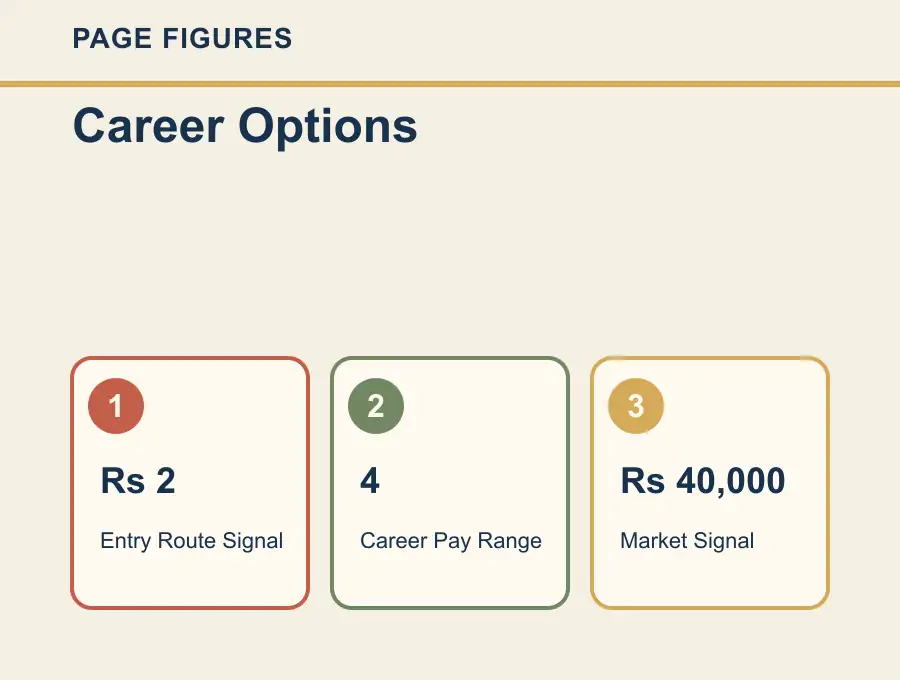 PAGE FIGURES
Career Options
1
Rs 2
Entry Route Signal
2
4
Career Pay Range
3
Rs 40,000
Market Signal